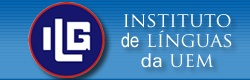 ILG
INSTITUTO
de LÍNGUAS
da UEM